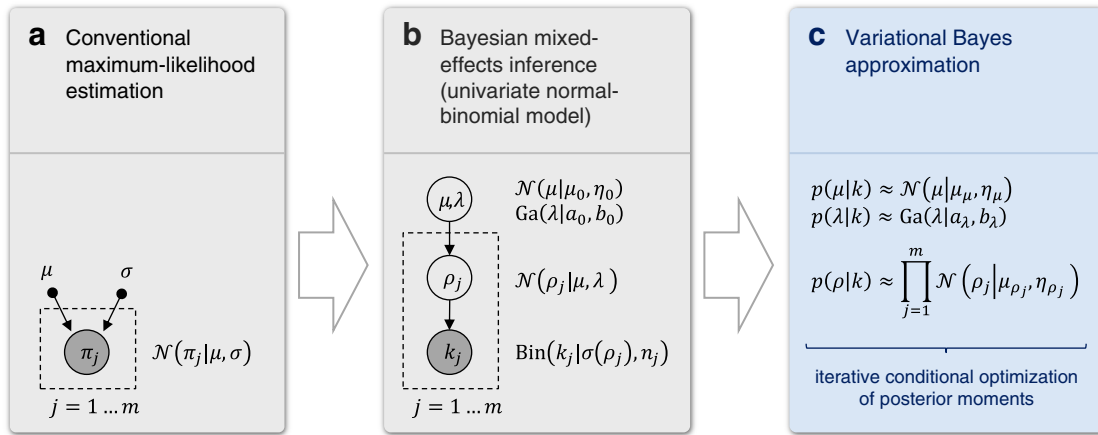 a Conventional
maximum-likelihood
estimation
μ σ
π_j
𝒩(π_j|μ, σ)
j = 1 … m
b Bayesian mixed-
effects inference
(univariate normal-
binomial model)
μ,λ
𝒩(μ|μ_0, η_0)
Ga(λ|a_0, b_0)
ρ_j
𝒩(ρ_j|μ, λ)
k_j
Bin(k_j|σ(ρ_j), n_j)
j = 1 … m
c Variational Bayes
approximation
p(μ|k) ≈ 𝒩(μ|μ_μ, η_μ)
p(λ|k) ≈ Ga(λ|a_λ, b_λ)
p(ρ|k) ≈ ∏_{j=1}^{m} 𝒩(ρ_j|μ_{ρ_j}, η_{ρ_j})
iterative conditional optimization
of posterior moments